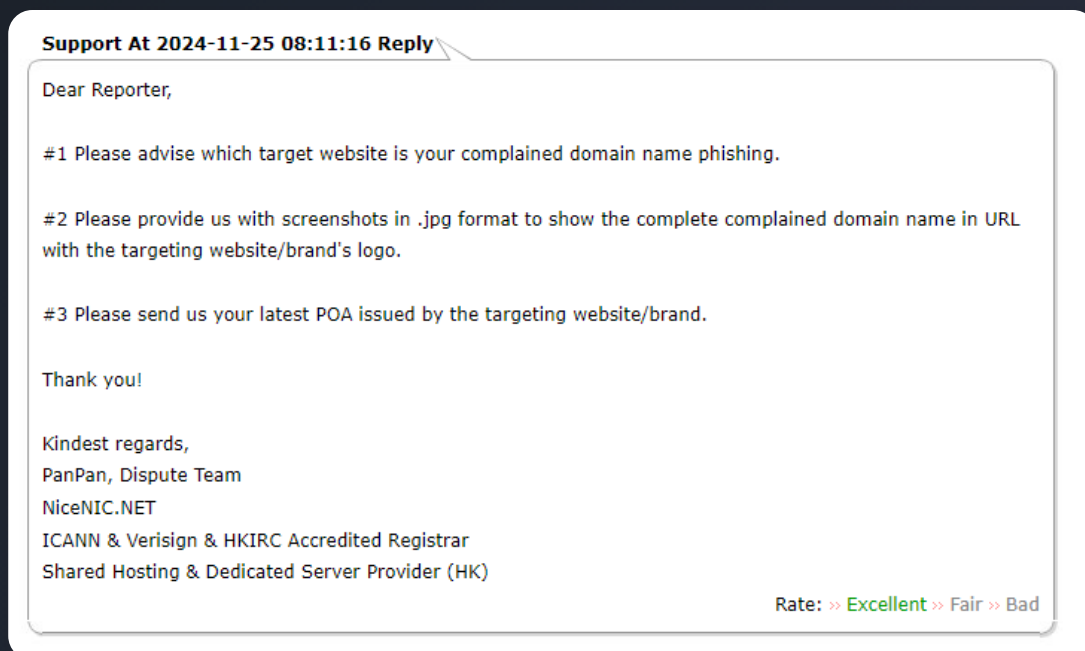 Support At 2024-11-25 08:11:16 Reply
Dear Reporter,
#1 Please advise which target website is your complained domain name phishing.
#2 Please provide us with screenshots in .jpg format to show the complete complained domain name in URL
with the targeting website/brand's logo.
#3 Please send us your latest POA issued by the targeting website/brand.
Thank you!
Kindest regards,
PanPan, Dispute Team
NiceNIC.NET
ICANN & Verisign & HKIRC Accredited Registrar
Shared Hosting & Dedicated Server Provider (HK)
Rate: » Excellent » Fair » Bad